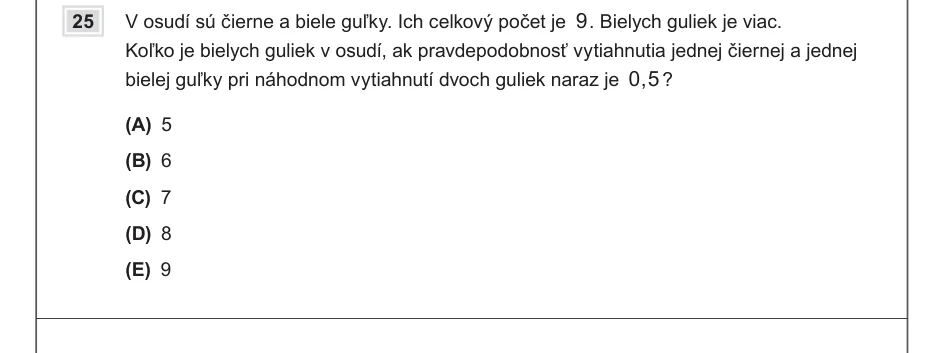 25 V osudí sú čierne a biele guľky. Ich celkový počet je 9. Bielych guliek je viac.
Koľko je bielych guliek v osudí, ak pravdepodobnosť vytiahnutia jednej čiernej a jednej
bielej guľky pri náhodnom vytiahnutí dvoch guliek naraz je 0,5?
(A) 5
(B) 6
(C) 7
(D) 8
(E) 9